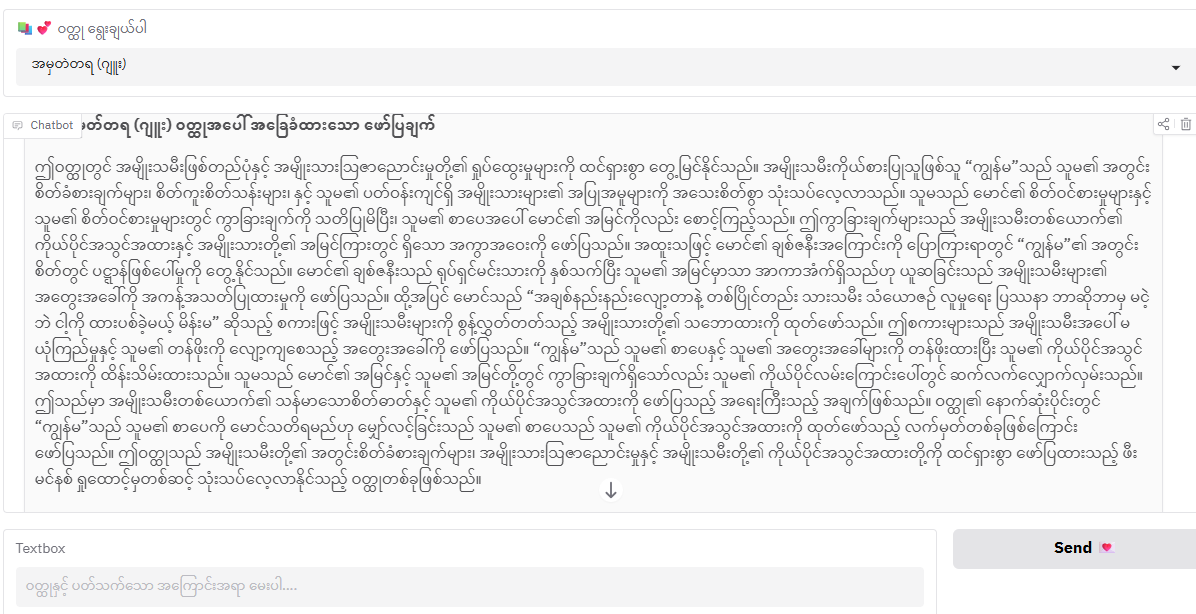 ဝတ္ထု ရွေးချယ်ပါ
အမှတဲတရ (ဂျူး)
Chatbot
မှတ်တရ (ဂျူး) ဝတ္ထုအပေါ် အခြေခံထားသော ဖော်ပြချက်
ဤဝတ္ထုတွင် အမျိုးသမီးဖြစ်တည်ပုံနှင့် အမျိုးသားဩဇာညောင်းမှုတို့၏ ရှုပ်ထွေးမှုများကို ထင်ရှားစွာ တွေ့မြင်နိုင်သည်။ အမျိုးသမီးကိုယ်စားပြုသူဖြစ်သူ “ကျွန်မ”သည် သူမ၏ အတွင်း
စိတ်ခံစားချက်များ၊ စိတ်ကူးစိတ်သန်းများ၊ နှင့် သူမ၏ ပတ်ဝန်းကျင်ရှိ အမျိုးသားများ၏ အပြုအမူများကို အသေးစိတ်စွာ သုံးသပ်လေ့လာသည်။ သူမသည် မောင်၏ စိတ်ဝင်စားမှုများနှင့်
သူမ၏ စိတ်ဝင်စားမှုများတွင် ကွာခြားချက်ကို သတိပြုမိပြီး၊ သူမ၏ စာပေအပေါ် မောင်၏ အမြင်ကိုလည်း စောင့်ကြည့်သည်။ ဤကွာခြားချက်များသည် အမျိုးသမီးတစ်ယောက်၏
ကိုယ်ပိုင်အသွင်အထားနှင့် အမျိုးသားတို့၏ အမြင်ကြားတွင် ရှိသော အကွာအဝေးကို ဖော်ပြသည်။ အထူးသဖြင့် မောင်၏ ချစ်ဇနီးအကြောင်းကို ပြောကြားရာတွင် “ကျွန်မ”၏ အတွင်း
စိတ်တွင် ပဋ္ဌာန်ဖြစ်ပေါ်မှုကို တွေ့နိုင်သည်။ မောင်၏ ချစ်ဇနီးသည် ရုပ်ရှင်မင်းသားကို နှစ်သက်ပြီး သူမ၏ အမြင်မှာသာ အာကာအံက်ရှိသည်ဟု ယူဆခြင်းသည် အမျိုးသမီးများ၏
အတွေးအခေါ်ကို အကန့်အသတ်ပြုထားမှုကို ဖော်ပြသည်။ ထို့အပြင် မောင်သည် “အချစ်နည်းနည်းလျော့တာနဲ့ တစ်ပြိုင်တည်း သားသမီး သံယောဇဉ် လူမှုရေး ပြဿနာ ဘာဆိုဘာမှ မငဲ့
ဘဲ ငါ့ကို ထားပစ်ခဲ့မယ့် မိန်းမ” ဆိုသည့် စကားဖြင့် အမျိုးသမီးများကို စွန့်လွှတ်တတ်သည့် အမျိုးသားတို့၏ သဘောထားကို ထုတ်ဖော်သည်။ ဤစကားများသည် အမျိုးသမီးအပေါ် မ
ယုံကြည်မှုနှင့် သူမ၏ တန်ဖိုးကို လျော့ကျစေသည့် အတွေးအခေါ်ကို ဖော်ပြသည်။ “ကျွန်မ”သည် သူမ၏ စာပေနှင့် သူမ၏ အတွေးအခေါ်များကို တန်ဖိုးထားပြီး သူမ၏ ကိုယ်ပိုင်အသွင်
အထားကို ထိန်းသိမ်းထားသည်။ သူမသည် မောင်၏ အမြင်နှင့် သူမ၏ အမြင်တို့တွင် ကွာခြားချက်ရှိသော်လည်း သူမ၏ ကိုယ်ပိုင်လမ်းကြောင်းပေါ်တွင် ဆက်လက်လျှောက်လှမ်းသည်။
ဤသည်မှာ အမျိုးသမီးတစ်ယောက်၏ သန်မာသောစိတ်ဓာတ်နှင့် သူမ၏ ကိုယ်ပိုင်အသွင်အထားကို ဖော်ပြသည့် အရေးကြီးသည့် အချက်ဖြစ်သည်။ ဝတ္ထု၏ နောက်ဆုံးပိုင်းတွင်
“ကျွန်မ”သည် သူမ၏ စာပေကို မောင်သတိရမည်ဟု မျှော်လင့်ခြင်းသည် သူမ၏ စာပေသည် သူမ၏ ကိုယ်ပိုင်အသွင်အထားကို ထုတ်ဖော်သည့် လက်မှတ်တစ်ခုဖြစ်ကြောင်း
ဖော်ပြသည်။ ဤဝတ္ထုသည် အမျိုးသမီးတို့၏ အတွင်းစိတ်ခံစားချက်များ၊ အမျိုးသားဩဇာညောင်းမှုနှင့် အမျိုးသမီးတို့၏ ကိုယ်ပိုင်အသွင်အထားတို့ကို ထင်ရှားစွာ ဖော်ပြထားသည့် ဖီး
မင်နစ် ရှုထောင့်မှတစ်ဆင့် သုံးသပ်လေ့လာနိုင်သည့် ဝတ္ထုတစ်ခုဖြစ်သည်။
Textbox
Send
ဝတ္ထုနှင့် ပတ်သက်သော အကြောင်းအရာ မေးပါ....